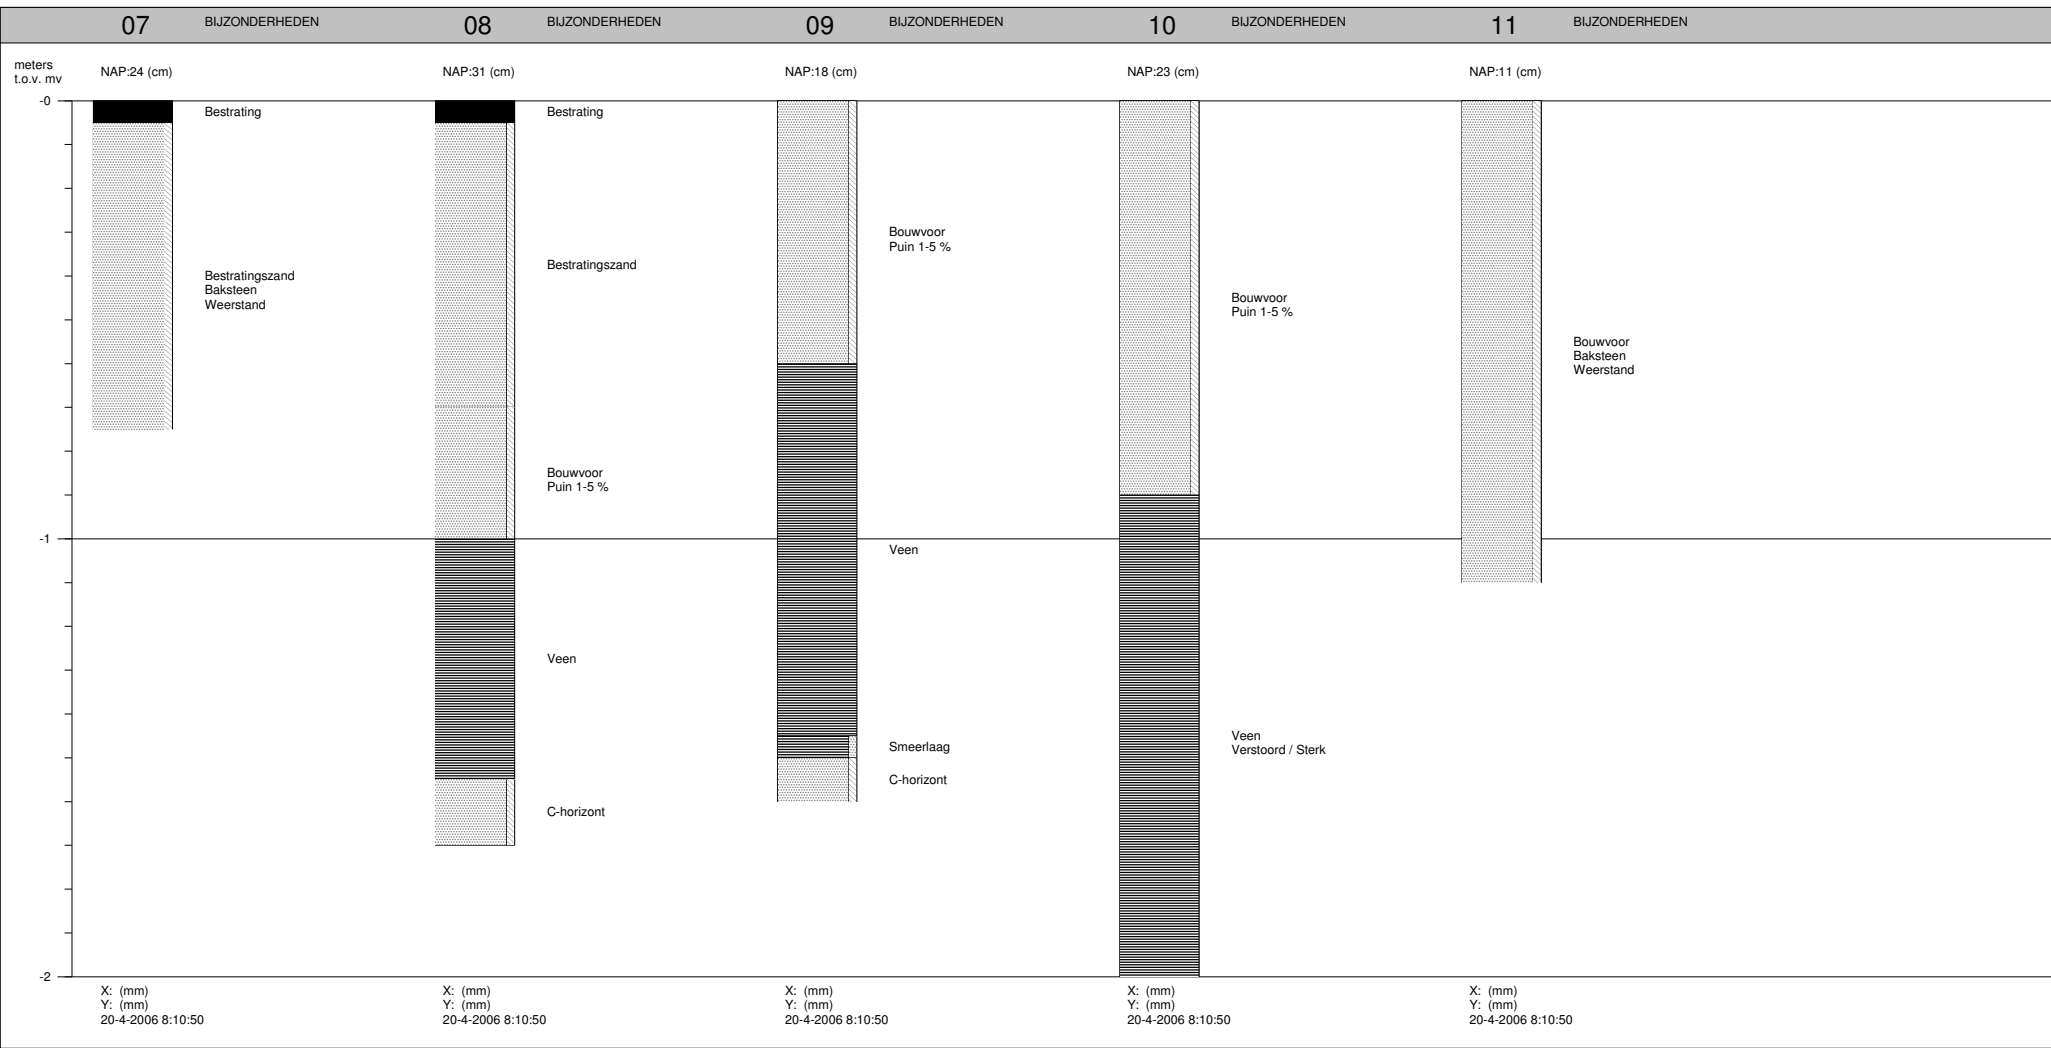 07 BIJZONDERHEDEN 08 BIJZONDERHEDEN 09 BIJZONDERHEDEN 10 BIJZONDERHEDEN 11 BIJZONDERHEDEN
meters
t.o.v. mv
NAP:24 (cm) NAP:31 (cm) NAP:18 (cm) NAP:23 (cm) NAP:11 (cm)
-0
-1
-2
Bestrating
Bestratingszand
Baksteen
Weerstand
Bestrating
Bestratingszand
Bouwvoor
Puin 1-5 %
Veen
C-horizont
Bouwvoor
Puin 1-5 %
Veen
Smeerlaag
C-horizont
Bouwvoor
Puin 1-5 %
Veen
Verstoord / Sterk
Bouwvoor
Baksteen
Weerstand
X: (mm)
Y: (mm)
20-4-2006 8:10:50
X: (mm)
Y: (mm)
20-4-2006 8:10:50
X: (mm)
Y: (mm)
20-4-2006 8:10:50
X: (mm)
Y: (mm)
20-4-2006 8:10:50
X: (mm)
Y: (mm)
20-4-2006 8:10:50